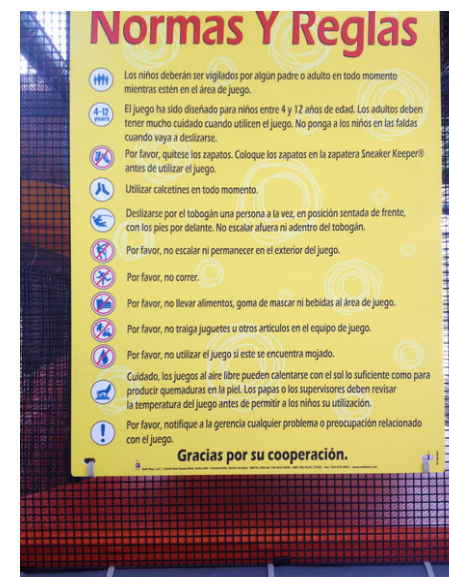 Normas Y Reglas
Los niños deberán ser vigilados por algún padre o adulto en todo momento
mientras estén en el área de juego.
4-12
years
El juego ha sido diseñado para niños entre 4 y 12 años de edad. Los adultos deben
tener mucho cuidado cuando utilicen el juego. No ponga a los niños en las faldas
cuando vaya a deslizarse.
Por favor, quítese los zapatos. Coloque los zapatos en la zapatera Sneaker Keeper®
antes de utilizar el juego.
Utilizar calcetines en todo momento.
Deslizarse por el tobogán una persona a la vez, en posición sentada de frente,
con los pies por delante. No escalar afuera ni adentro del tobogán.
Por favor, no escalar ni permanecer en el exterior del juego.
Por favor, no correr.
Por favor, no llevar alimentos, goma de mascar ni bebidas al área de juego.
Por favor, no traiga juguetes u otros artículos en el equipo de juego.
Por favor, no utilizar el juego si este se encuentra mojado.
Cuidado, los juegos al aire libre pueden calentarse con el sol lo suficiente como para
producir quemaduras en la piel. Los papas o los supervisores deben revisar
la temperatura del juego antes de permitir a los niños su utilización.
Por favor, notifique a la gerencia cualquier problema o preocupación relacionado
con el juego.
Gracias por su cooperación.